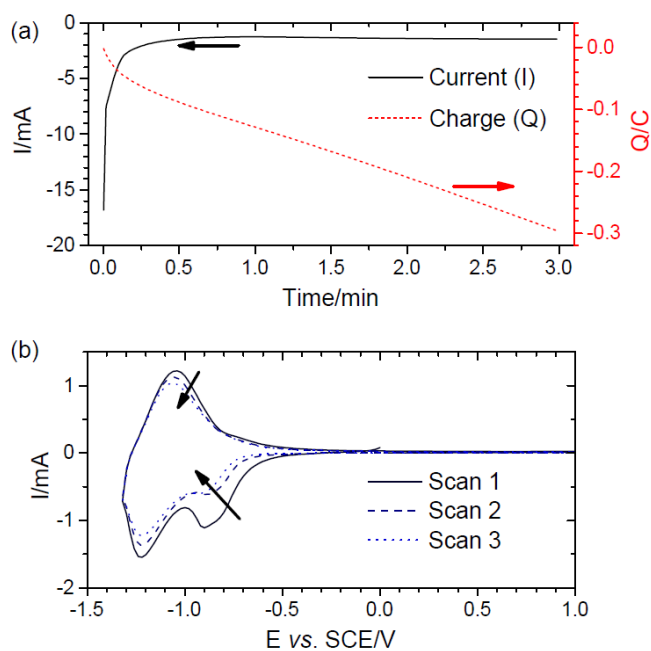 (a)
0
-5
-10
-15
-20
I/mA
0.0
-0.1
-0.2
-0.3
Q/C
Current (I)
Charge (Q)
0.0 0.5 1.0 1.5 2.0 2.5 3.0
Time/min
(b)
1
0
-1
-2
I/mA
Scan 1
Scan 2
Scan 3
-1.5 -1.0 -0.5 0.0 0.5 1.0
E vs. SCE/V